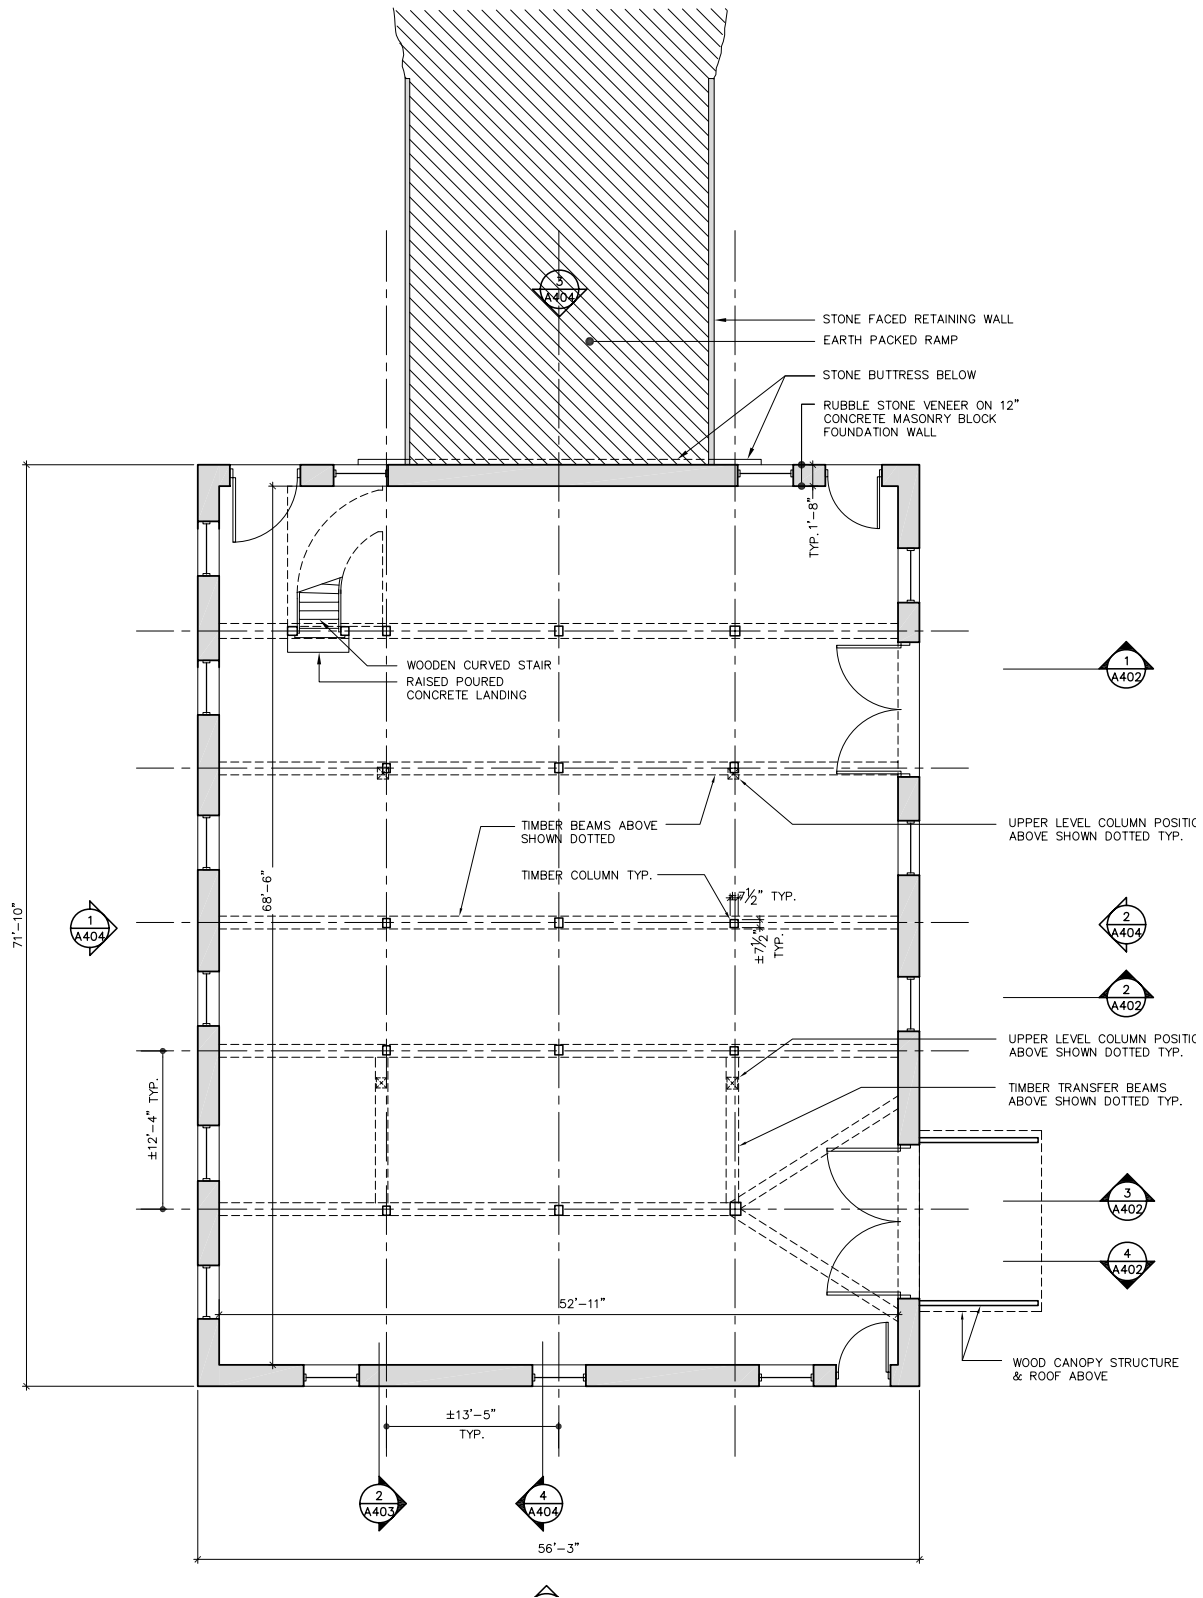 3
A404
STONE FACED RETAINING WALL
EARTH PACKED RAMP
STONE BUTTRESS BELOW
RUBBLE STONE VENEER ON 12"
CONCRETE MASONRY BLOCK
FOUNDATION WALL
TYP. 1'-8"
WOODEN CURVED STAIR
RAISED POURED
CONCRETE LANDING
1
A402
TIMBER BEAMS ABOVE
SHOWN DOTTED
UPPER LEVEL COLUMN POSITIO
ABOVE SHOWN DOTTED TYP.
TIMBER COLUMN TYP.
7½" TYP.
±7½"
TYP.
68'-6"
71'-10"
1
A404
2
A404
2
A402
UPPER LEVEL COLUMN POSITIO
ABOVE SHOWN DOTTED TYP.
TIMBER TRANSFER BEAMS
ABOVE SHOWN DOTTED TYP.
±12'-4" TYP.
3
A402
4
A402
52'-11"
WOOD CANOPY STRUCTURE
& ROOF ABOVE
±13'-5"
TYP.
2
A403
4
A404
56'-3"